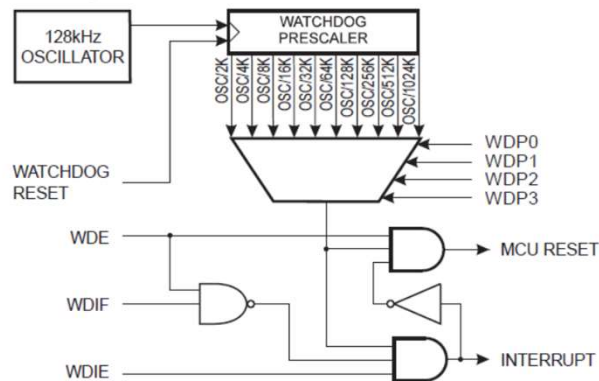 128kHz
OSCILLATOR
WATCHDOG
PRESCALER
OSC/2K
OSC/4K
OSC/8K
OSC/16K
OSC/32K
OSC/64K
OSC/128K
OSC/256K
OSC/512K
OSC/1024K
WDP0
WDP1
WDP2
WDP3
WATCHDOG
RESET
WDE
MCU RESET
WDIF
WDIE
INTERRUPT